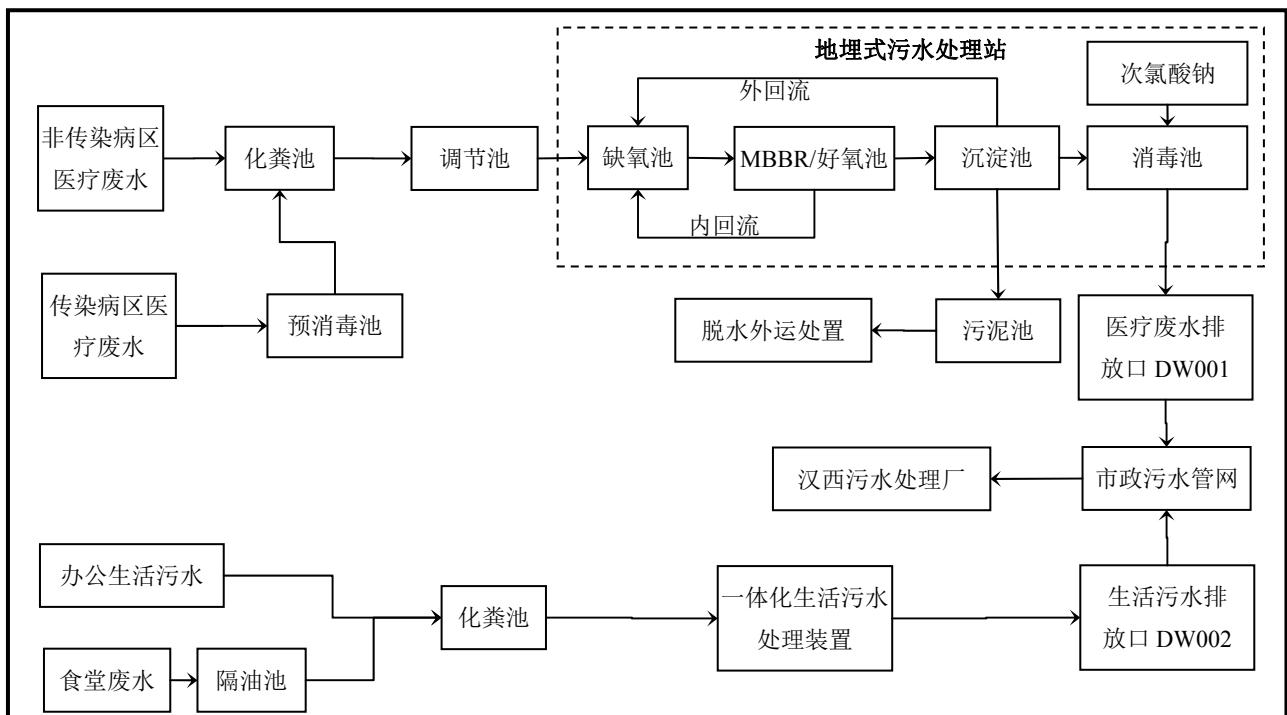 地埋式污水处理站
次氯酸钠
外回流
非传染病区
医疗废水
化粪池
调节池
缺氧池
MBBR/好氧池
沉淀池
消毒池
内回流
传染病区医
疗废水
预消毒池
脱水外运处置
污泥池
医疗废水排
放口 DW001
汉西污水处理厂
市政污水管网
办公生活污水
化粪池
一体化生活污水
处理装置
生活污水排
放口 DW002
食堂废水
隔油池